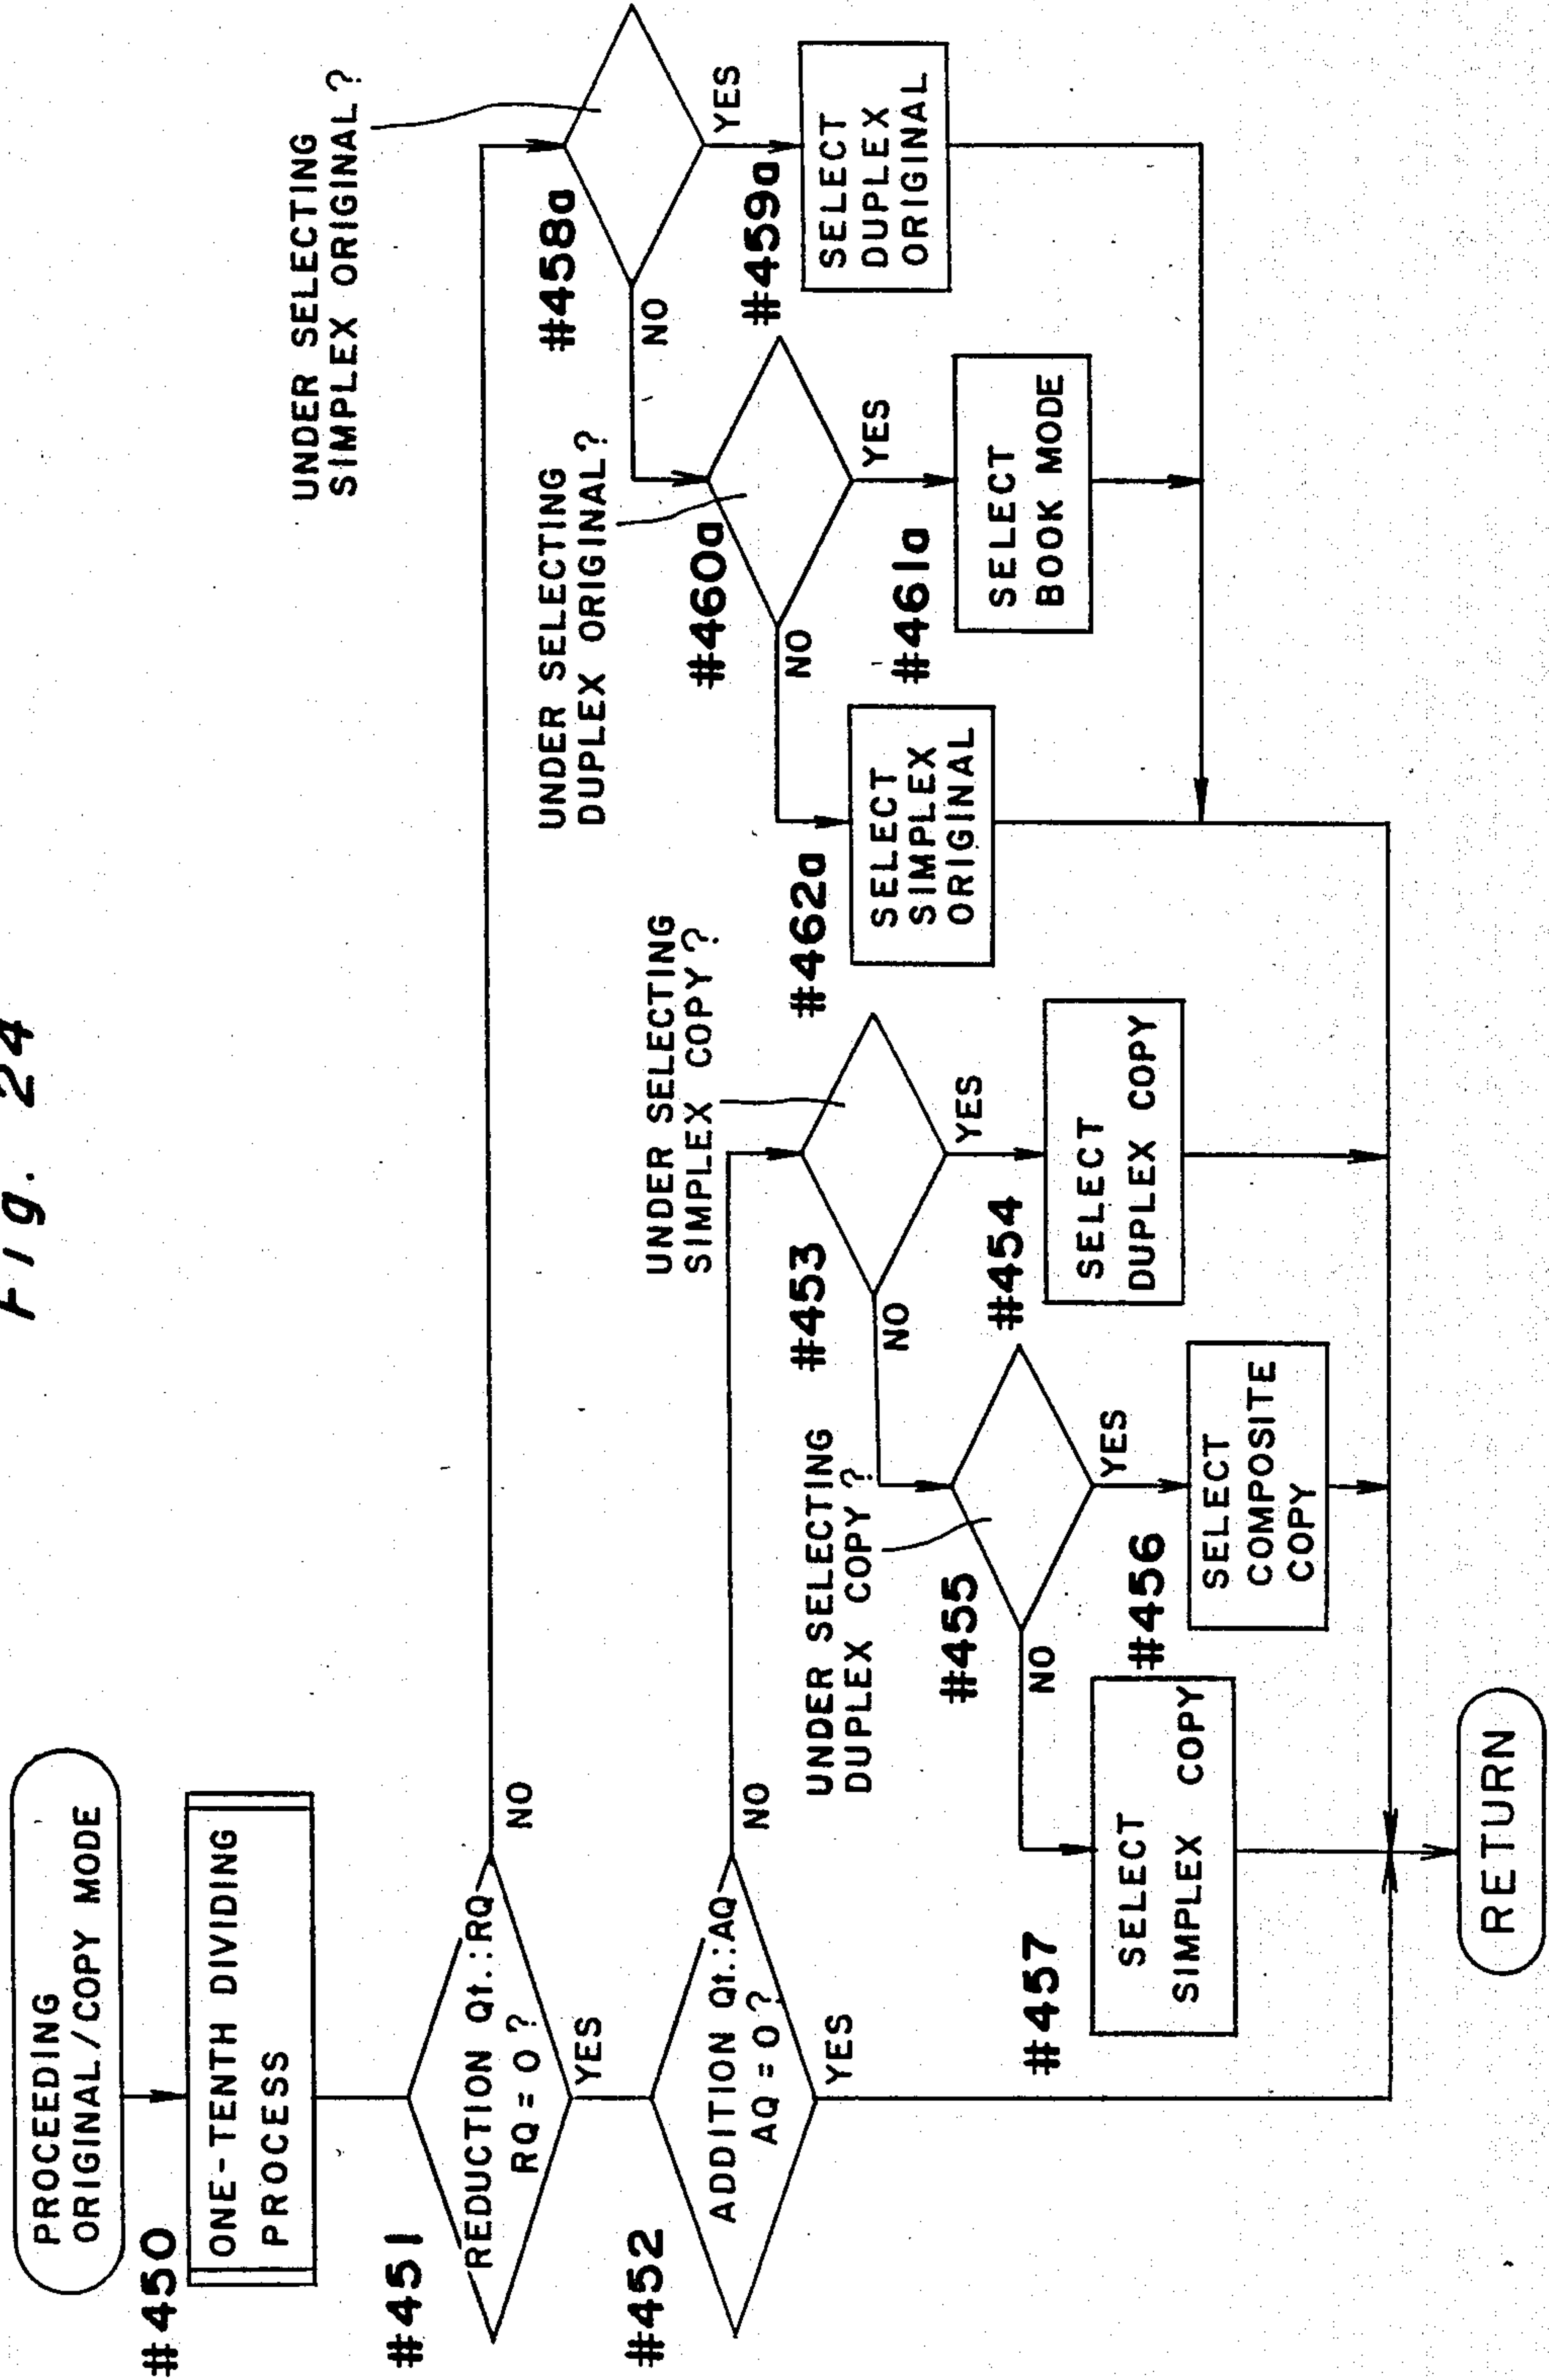 Fig. 24
PROCEEDING
ORIGINAL/COPY MODE
#450
ONE-TENTH DIVIDING
PROCESS
#451
REDUCTION Qt.:RQ
RQ = 0 ?
NO
YES
#452
ADDITION Qt.:AQ
AQ = 0 ?
NO
YES
UNDER SELECTING
SIMPLEX ORIGINAL?
#458a
NO
YES
#459a
SELECT
DUPLEX
ORIGINAL
UNDER SELECTING
DUPLEX ORIGINAL?
#460a
NO
YES
#461a
SELECT
BOOK MODE
#462a
SELECT
SIMPLEX
ORIGINAL
UNDER SELECTING
SIMPLEX COPY?
#453
NO
YES
#454
SELECT
DUPLEX COPY
UNDER SELECTING
DUPLEX COPY?
#455
NO
YES
#456
SELECT
COMPOSITE
COPY
#457
SELECT
SIMPLEX COPY
RETURN